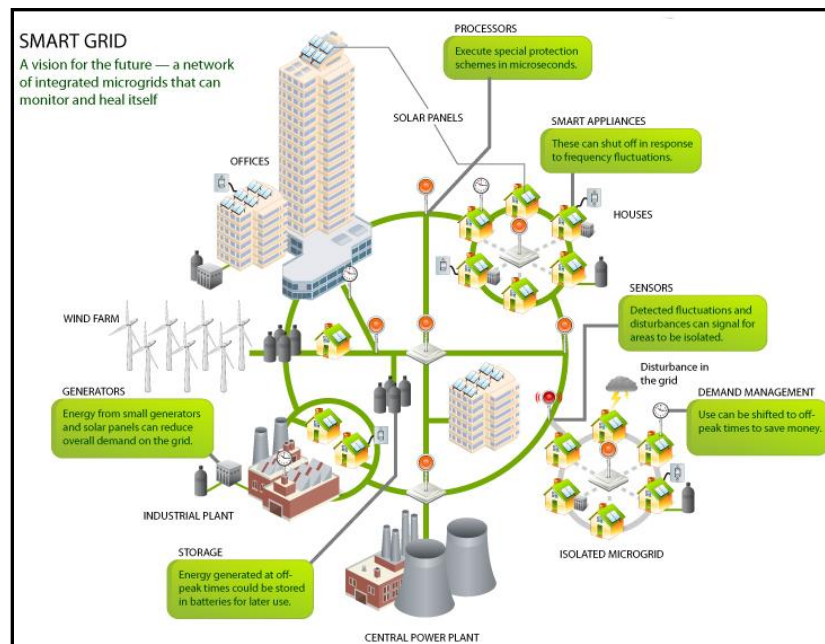 SMART GRID
A vision for the future — a network
of integrated microgrids that can
monitor and heal itself
PROCESSORS
Execute special protection
schemes in microseconds.
SOLAR PANELS
SMART APPLIANCES
These can shut off in response
to frequency fluctuations.
OFFICES
HOUSES
SENSORS
Detected fluctuations and
disturbances can signal for
areas to be isolated.
WIND FARM
Disturbance in
the grid
DEMAND MANAGEMENT
Use can be shifted to off-
peak times to save money.
GENERATORS
Energy from small generators
and solar panels can reduce
overall demand on the grid.
INDUSTRIAL PLANT
ISOLATED MICROGRID
STORAGE
Energy generated at off-
peak times could be stored
in batteries for later use.
CENTRAL POWER PLANT